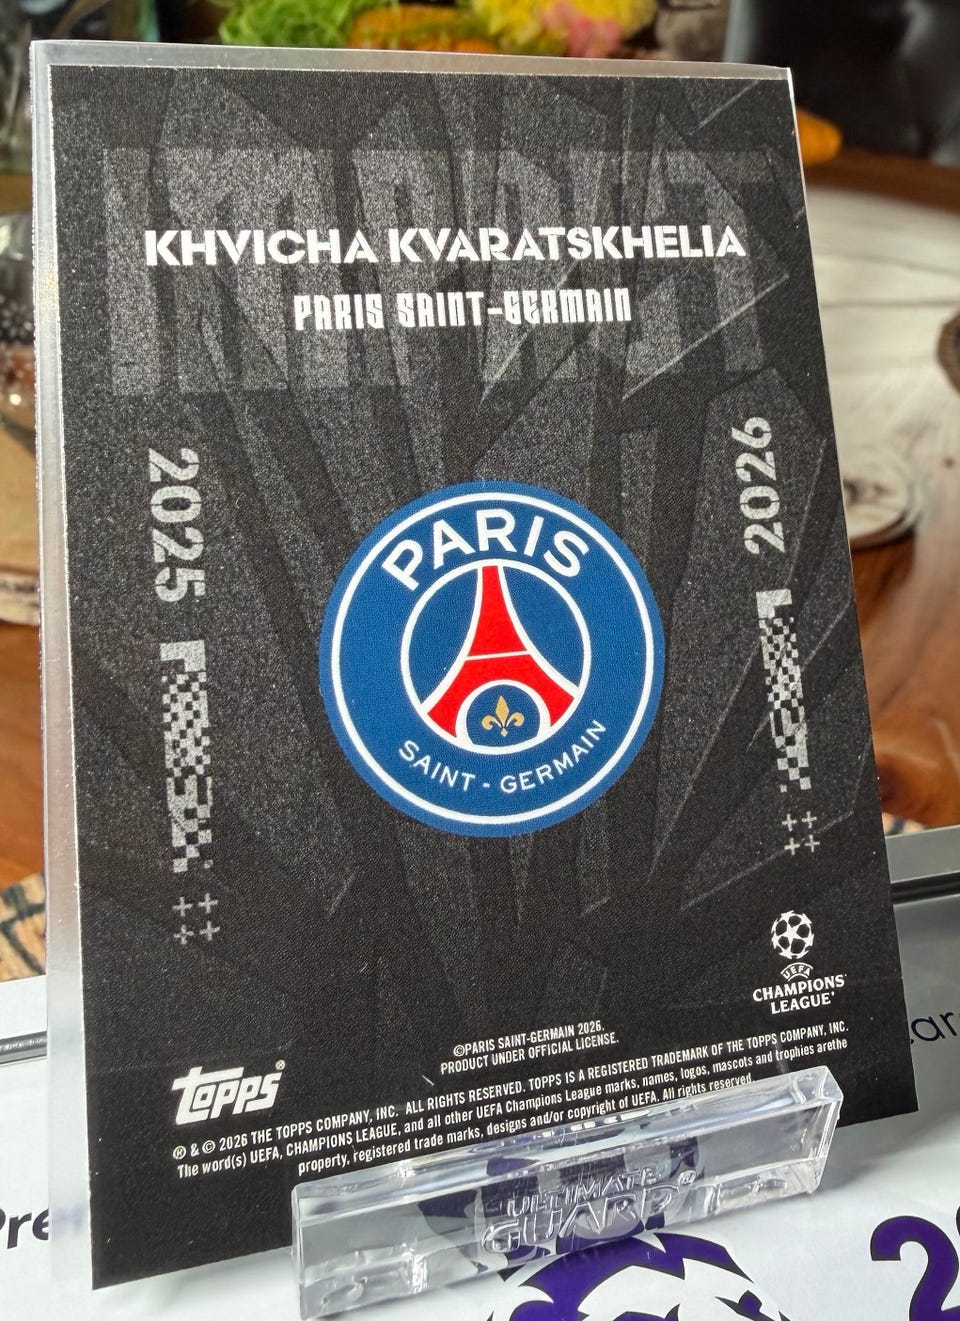 IMPACT
KHVICHA KVARATSKHELIA
PARIS SAINT-GERMAIN
2025
2026
PARIS
SAINT-GERMAIN
UEFA
CHAMPIONS
LEAGUE®
©PARIS SAINT-GERMAIN 2026.
PRODUCT UNDER OFFICIAL LICENSE.
TOPPS®
® & © 2026 THE TOPPS COMPANY, INC. ALL RIGHTS RESERVED. TOPPS IS A REGISTERED TRADEMARK OF THE TOPPS COMPANY, INC.
The word(s) UEFA, CHAMPIONS LEAGUE, and all other UEFA Champions League marks, names, logos, mascots and trophies arethe
property, registered trade marks, designs and/or copyright of UEFA. All rights reserved
ULTIMATE
GUARD®